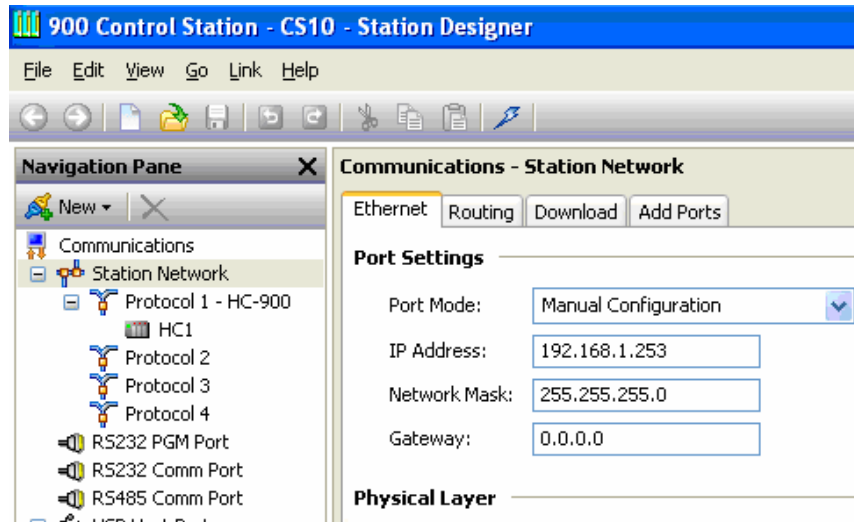 900 Control Station - CS10 - Station Designer
File Edit View Go Link Help
Navigation Pane
New
Communications
Station Network
Protocol 1 - HC-900
HC1
Protocol 2
Protocol 3
Protocol 4
RS232 PGM Port
RS232 Comm Port
RS485 Comm Port
Communications - Station Network
Ethernet Routing Download Add Ports
Port Settings
Port Mode: Manual Configuration
IP Address: 192.168.1.253
Network Mask: 255.255.255.0
Gateway: 0.0.0.0
Physical Layer